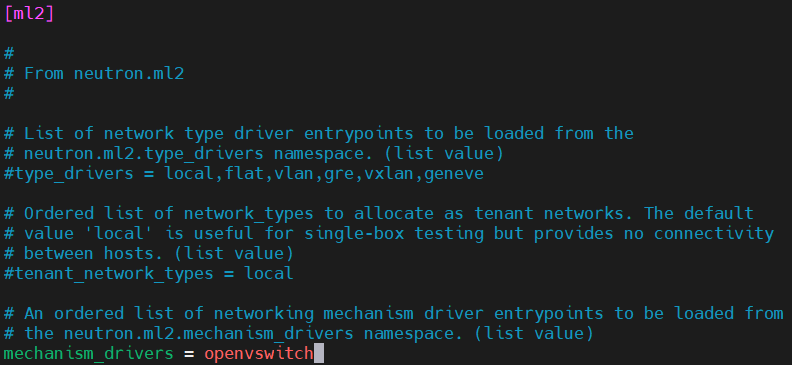 [ml2]
#
# From neutron.ml2
#
# List of network type driver entrypoints to be loaded from the
# neutron.ml2.type_drivers namespace. (list value)
#type_drivers = local,flat,vlan,gre,vxlan,geneve
# Ordered list of network_types to allocate as tenant networks. The default
# value 'local' is useful for single-box testing but provides no connectivity
# between hosts. (list value)
#tenant_network_types = local
# An ordered list of networking mechanism driver entrypoints to be loaded from
# the neutron.ml2.mechanism_drivers namespace. (list value)
mechanism_drivers = openvswitch